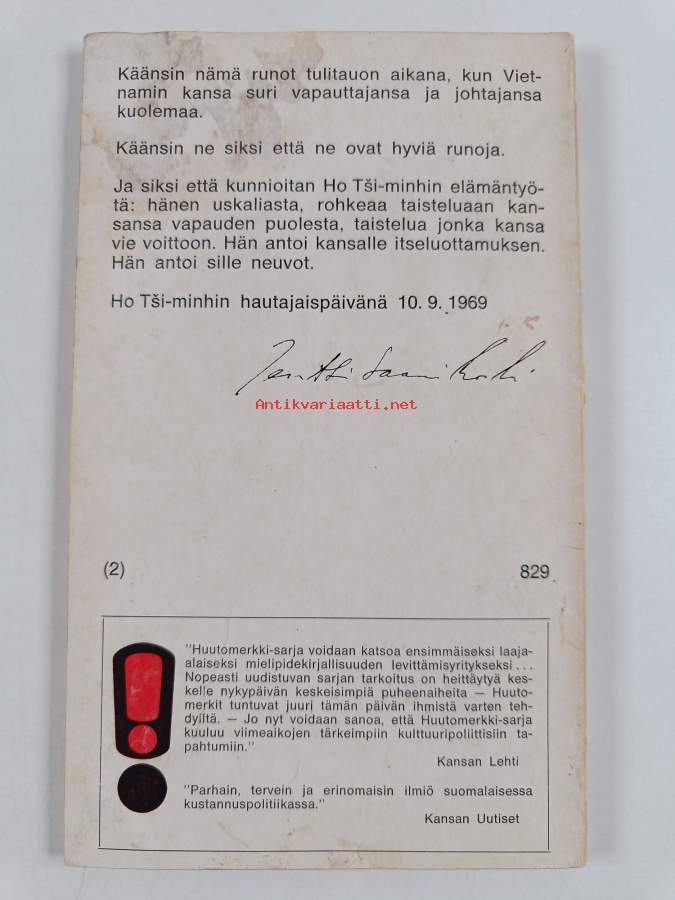 Käänsin nämä runot tulitauon aikana, kun Viet-
namin kansa suri vapauttajansa ja johtajansa
kuolemaa.
Käänsin ne siksi että ne ovat hyviä runoja.
Ja siksi että kunnioitan Ho Tši-minhin elämäntyö-
tä: hänen uskaliasta, rohkeaa taisteluaan kan-
sansa vapauden puolesta, taistelua jonka kansa
vie voittoon. Hän antoi kansalle itseluottamuksen.
Hän antoi sille neuvot.
Ho Tši-minhin hautajaispäivänä 10. 9. 1969
Pentti Saarikoski
Antikvariaatti.net
(2) 829
"Huutomerkki-sarja voidaan katsoa ensimmäiseksi laaja-
alaiseksi mielipidekirjallisuuden levittämisyritykseksi...
Nopeasti uudistuvan sarjan tarkoitus on heittäytyä kes-
kelle nykypäivän keskeisimpiä puheenaiheita — Huuto-
merkit tuntuvat juuri tämän päivän ihmistä varten teh-
dyiltä. — Jo nyt voidaan sanoa, että Huutomerkki-sarja
kuuluu viimeaikojen tärkeimpiin kulttuuripoliittisiin ta-
pahtumiin."
Kansan Lehti
"Parhain, tervein ja erinomaisin ilmiö suomalaisessa
kustannuspolitiikassa."
Kansan Uutiset